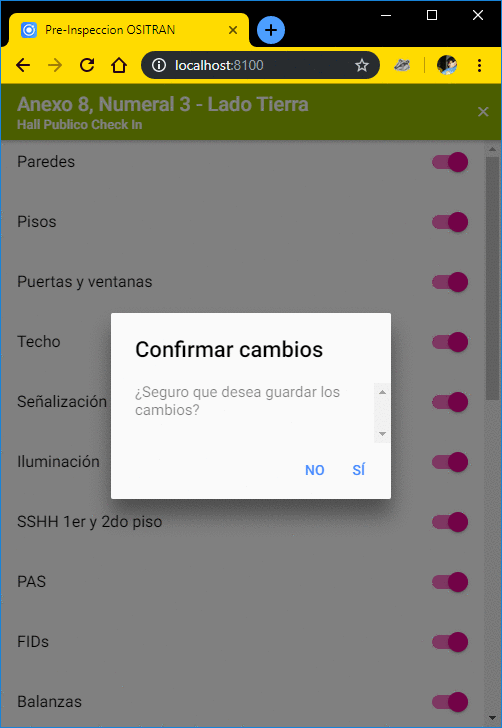 Pre-Inspeccion OSITRAN
localhost:8100
Anexo 8, Numeral 3 - Lado Tierra
Hall Publico Check In
Paredes
Pisos
Puertas y ventanas
Techo
Señalización
Iluminación
SSHH 1er y 2do piso
PAS
FIDs
Balanzas
Confirmar cambios
¿Seguro que desea guardar los
cambios?
NO SÍ